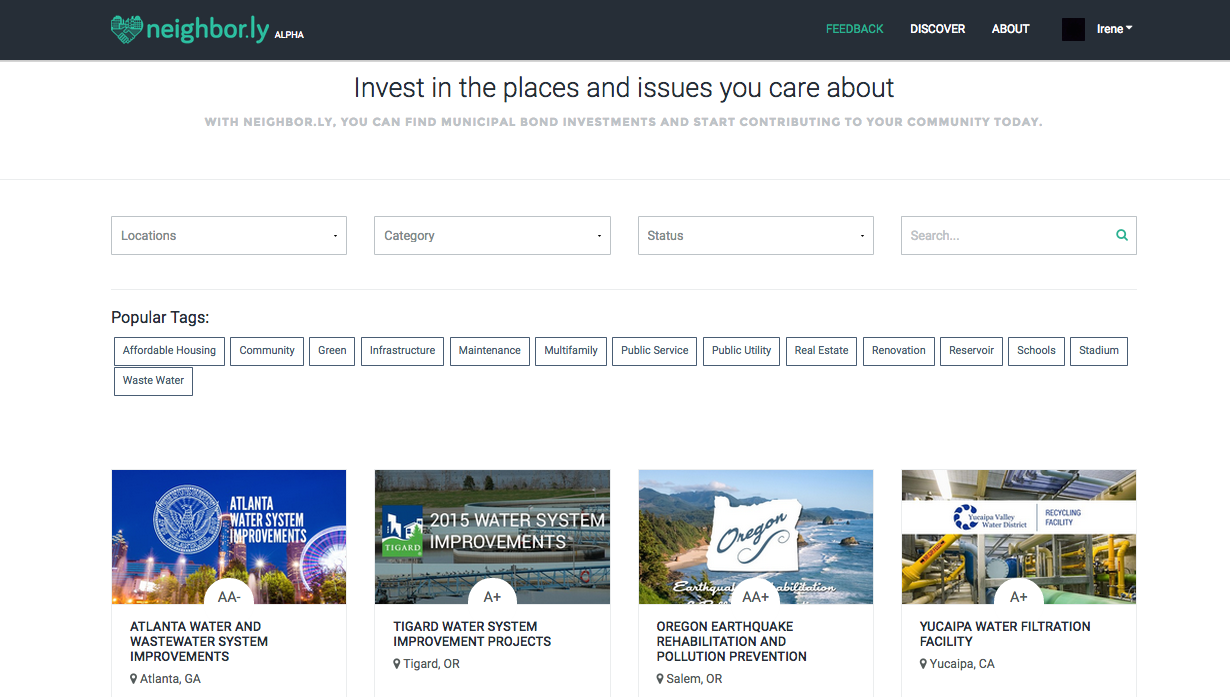 neighbor.ly ALPHA
FEEDBACK DISCOVER ABOUT Irene
Invest in the places and issues you care about
WITH NEIGHBOR.LY, YOU CAN FIND MUNICIPAL BOND INVESTMENTS AND START CONTRIBUTING TO YOUR COMMUNITY TODAY.
Locations Category Status Search...
Popular Tags:
Affordable Housing Community Green Infrastructure Maintenance Multifamily Public Service Public Utility Real Estate Renovation Reservoir Schools Stadium
Waste Water
ATLANTA
WATER SYSTEM
IMPROVEMENTS
AA-
ATLANTA WATER AND
WASTEWATER SYSTEM
IMPROVEMENTS
Atlanta, GA
TIGARD
2015 WATER SYSTEM
IMPROVEMENTS
A+
TIGARD WATER SYSTEM
IMPROVEMENT PROJECTS
Tigard, OR
Oregon
AA+
OREGON EARTHQUAKE
REHABILITATION AND
POLLUTION PREVENTION
Salem, OR
Yucaipa Valley
Water District
RECYCLING
FACILITY
A+
YUCAIPA WATER FILTRATION
FACILITY
Yucaipa, CA